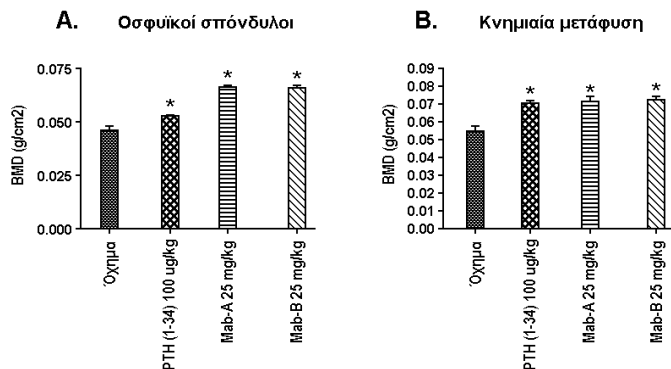 A. Οσφυϊκοί σπόνδυλοι
BMD (g/cm2)
0.075
0.050
0.025
0.000
*
*
*
Όχημα
PTH (1-34) 100 ug/kg
Mab-A 25 mg/kg
Mab-B 25 mg/kg
B. Κνημιαία μετάφυση
BMD (g/cm2)
0.09
0.08
0.07
0.06
0.05
0.04
0.03
0.02
0.01
0.00
*
*
*
Όχημα
PTH (1-34) 100 ug/kg
Mab-A 25 mg/kg
Mab-B 25 mg/kg